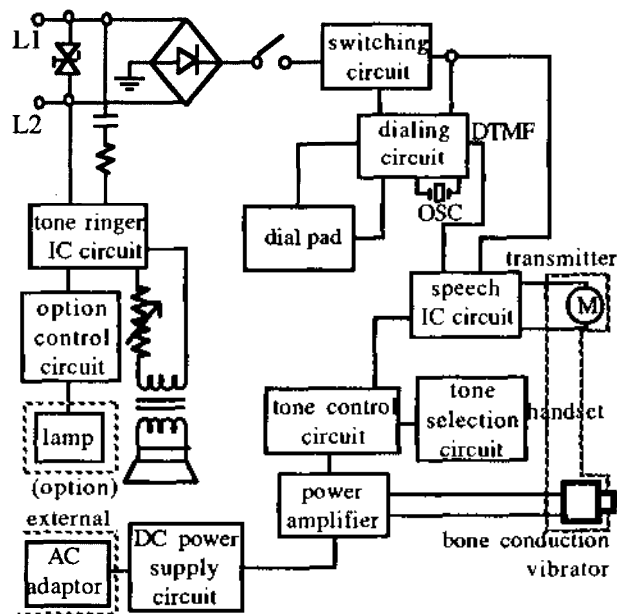 L1
L2
switching
circuit
dialing
circuit
DTMF
OSC
dial pad
tone ringer
IC circuit
transmitter
speech
IC circuit
M
option
control
circuit
lamp
(option)
tone control
circuit
tone
selection
circuit
handset
power
amplifier
bone conduction
vibrator
external
AC
adaptor
DC power
supply
circuit